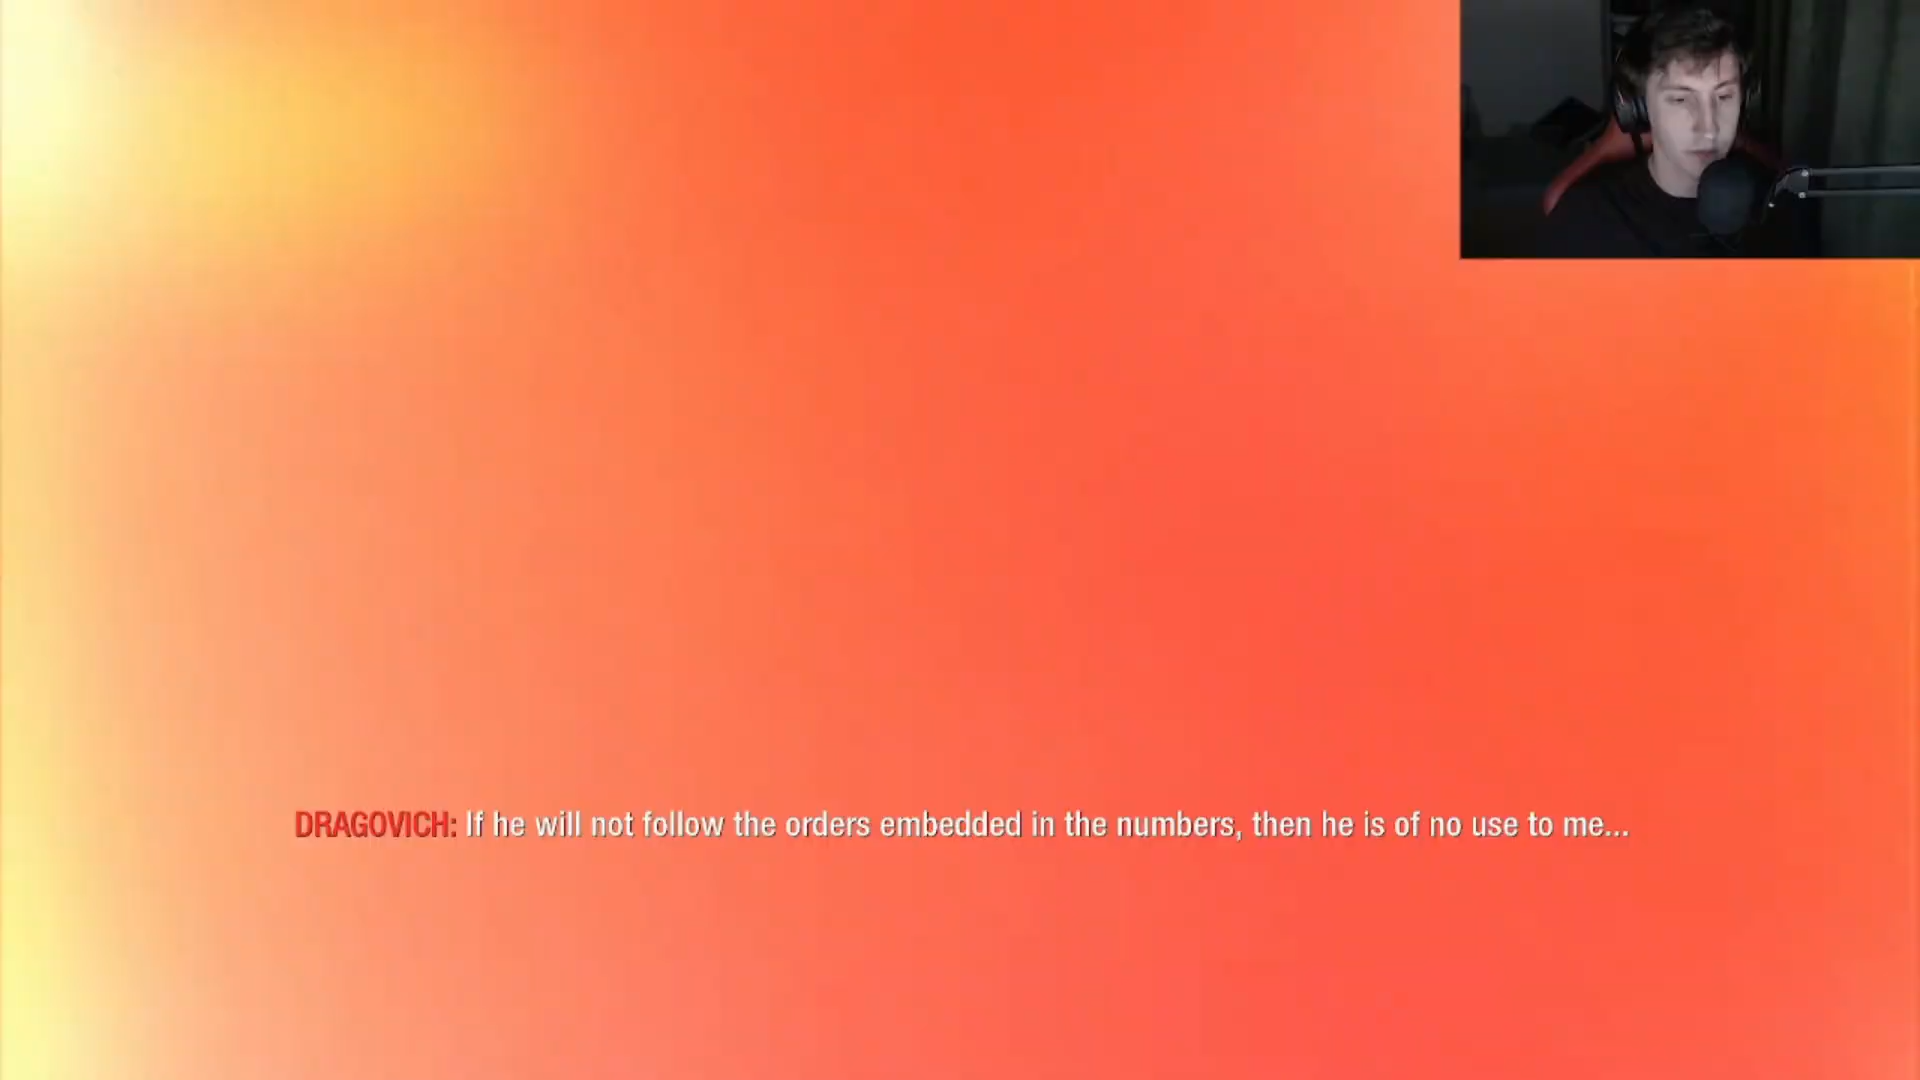 DRAGOVICH: If he will not follow the orders embedded in the numbers, then he is of no use to me...